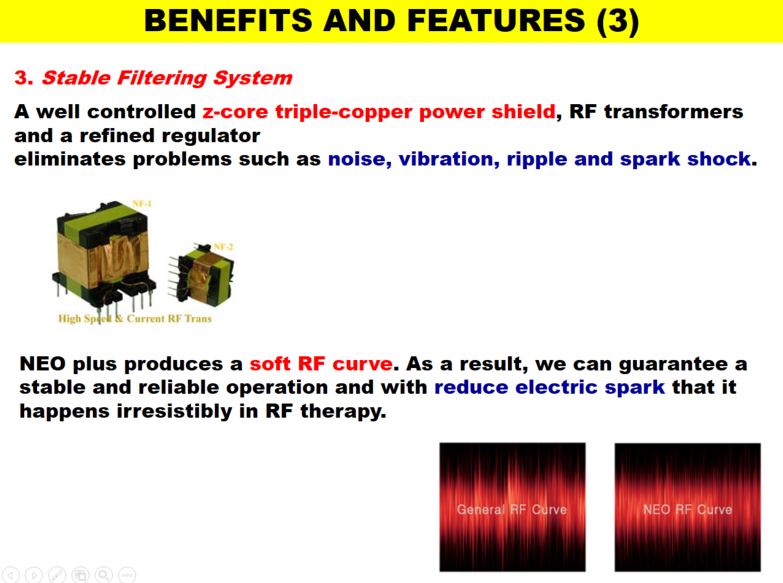 BENEFITS AND FEATURES (3)
3. Stable Filtering System
A well controlled z-core triple-copper power shield, RF transformers
and a refined regulator
eliminates problems such as noise, vibration, ripple and spark shock.
NF-1
NF-2
High Speed & Current RF Trans
NEO plus produces a soft RF curve. As a result, we can guarantee a
stable and reliable operation and with reduce electric spark that it
happens irresistibly in RF therapy.
General RF Curve
NEO RF Curve